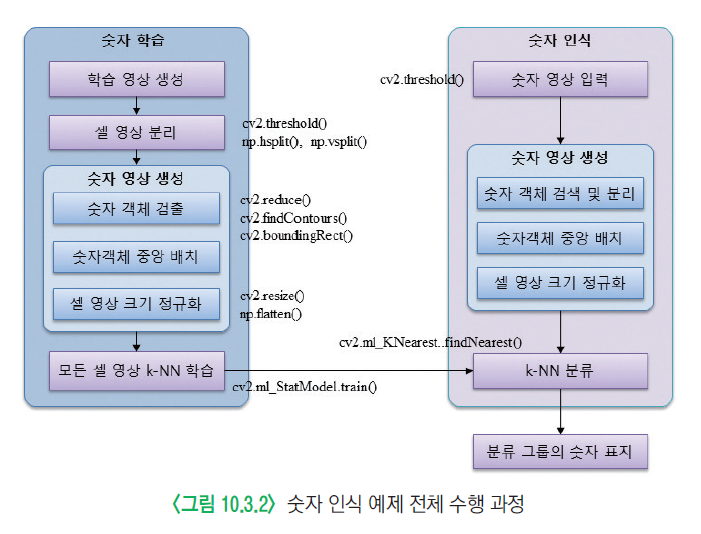 숫자 학습
학습 영상 생성
셀 영상 분리
cv2.threshold()
np.hsplit(), np.vsplit()
숫자 영상 생성
숫자 객체 검출
cv2.reduce()
cv2.findContours()
cv2.boundingRect()
숫자객체 중앙 배치
셀 영상 크기 정규화
cv2.resize()
np.flatten()
모든 셀 영상 k-NN 학습
cv2.ml_StatModel.train()
숫자 인식
cv2.threshold()
숫자 영상 입력
숫자 영상 생성
숫자 객체 검색 및 분리
숫자객체 중앙 배치
셀 영상 크기 정규화
cv2.ml_KNearest..findNearest()
k-NN 분류
분류 그룹의 숫자 표지
〈그림 10.3.2〉 숫자 인식 예제 전체 수행 과정